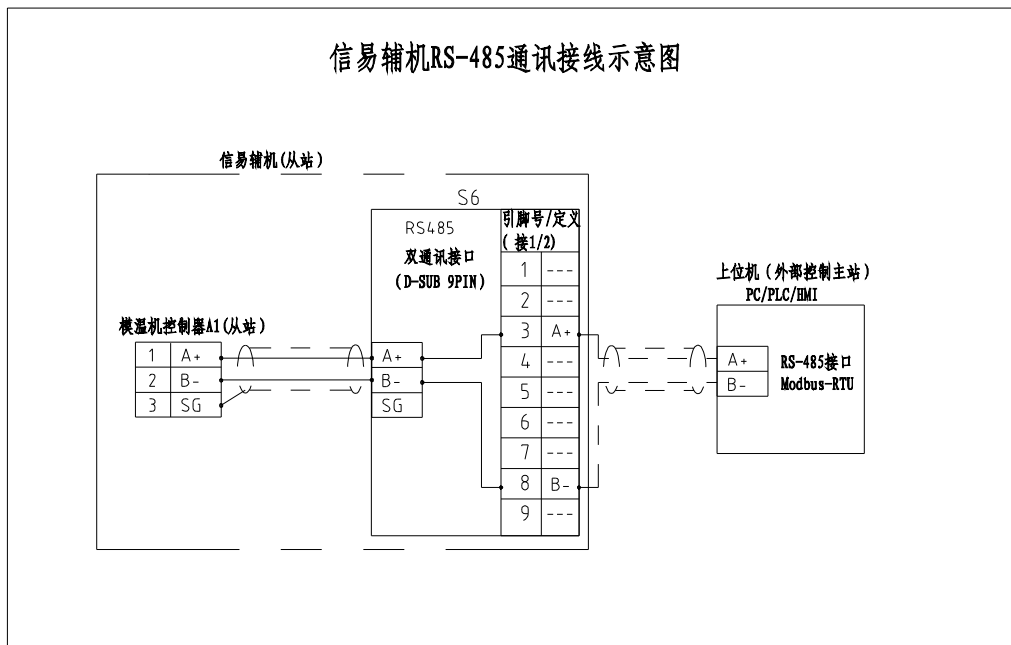 信易辅机RS-485通讯接线示意图
信易辅机(从站)
S6
RS485
双通讯接口
(D-SUB 9PIN)
引脚号/定义
(接1/2)
1 ---
2 ---
3 A+
4 ---
5 ---
6 ---
7 ---
8 B-
9 ---
模温机控制器A1(从站)
1 A+
2 B-
3 SG
A+
B-
SG
上位机(外部控制主站)
PC/PLC/HMI
A+
B-
RS-485接口
Modbus-RTU